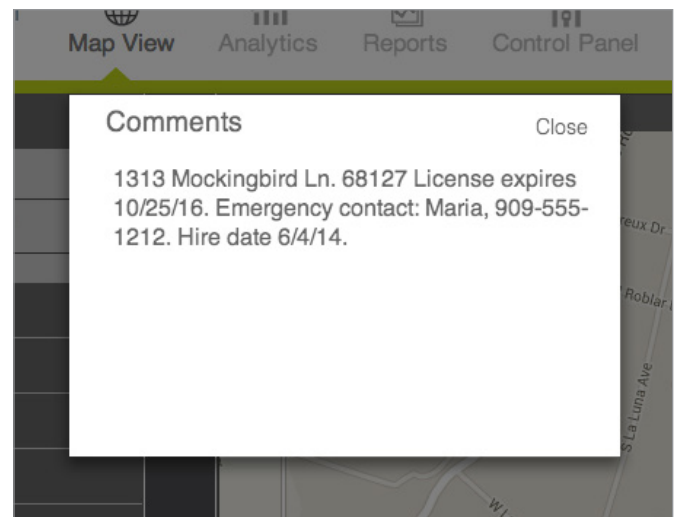 Map View Analytics Reports Control Panel
Comments
Close
1313 Mockingbird Ln. 68127 License expires
10/25/16. Emergency contact: Maria, 909-555-
1212. Hire date 6/4/14.
reux Dr
Roblar
S La Luna Ave